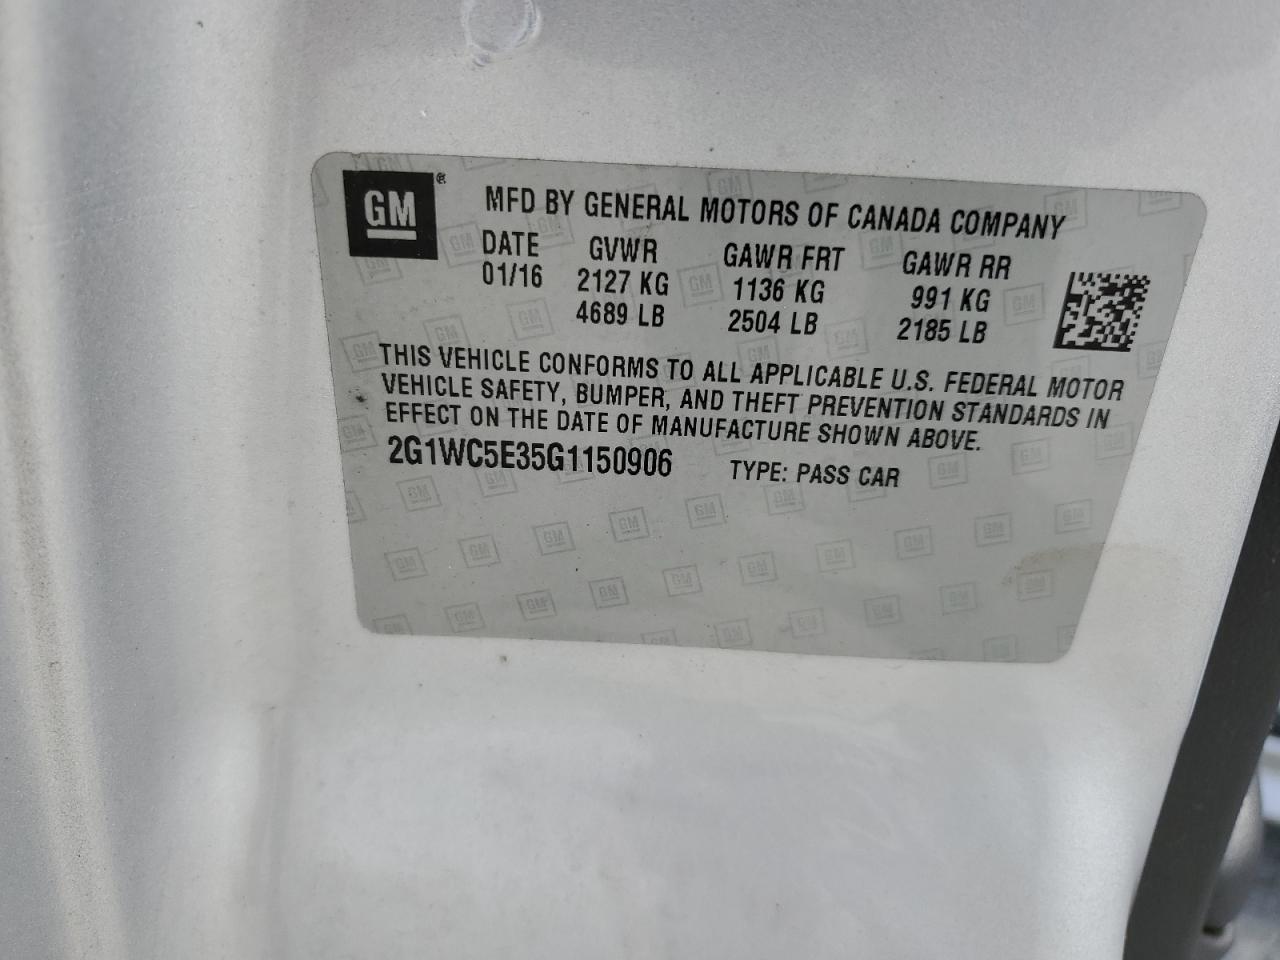 GM ®
MFD BY GENERAL MOTORS OF CANADA COMPANY
DATE GVWR GAWR FRT GAWR RR
01/16 2127 KG 1136 KG 991 KG
4689 LB 2504 LB 2185 LB
THIS VEHICLE CONFORMS TO ALL APPLICABLE U.S. FEDERAL MOTOR
VEHICLE SAFETY, BUMPER, AND THEFT PREVENTION STANDARDS IN
EFFECT ON THE DATE OF MANUFACTURE SHOWN ABOVE.
2G1WC5E35G1150906 TYPE: PASS CAR